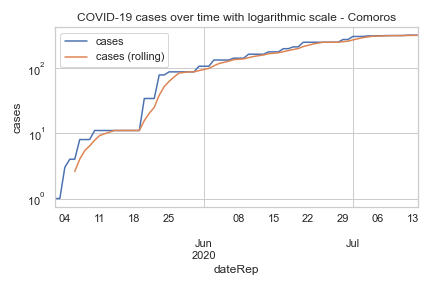 COVID-19 cases over time with logarithmic scale - Comoros
cases
cases (rolling)
cases
10²
10¹
10⁰
04 11 18 25 08 15 22 29 06 13
Jun Jul
2020
dateRep